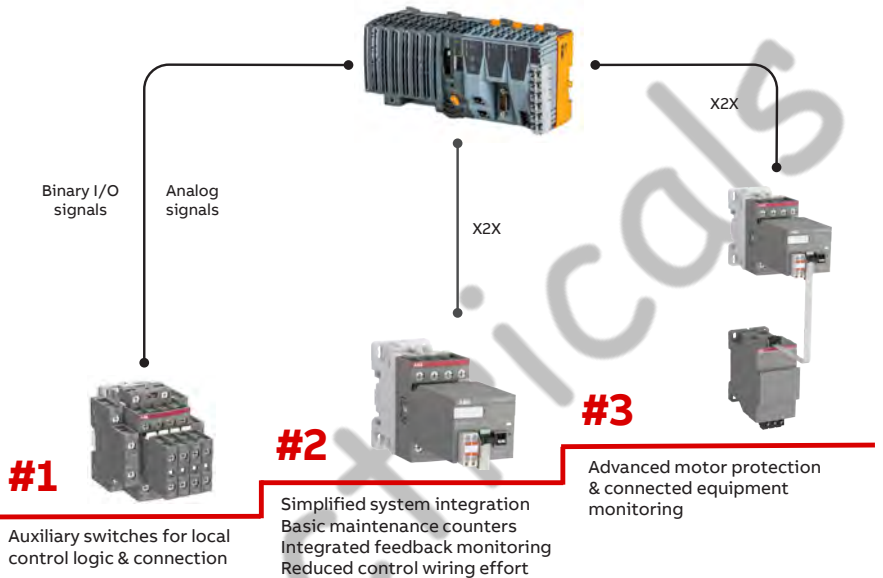 X2X
Binary I/O
signals
Analog
signals
X2X
#1
#2
#3
Auxiliary switches for local
control logic & connection
Simplified system integration
Basic maintenance counters
Integrated feedback monitoring
Reduced control wiring effort
Advanced motor protection
& connected equipment
monitoring